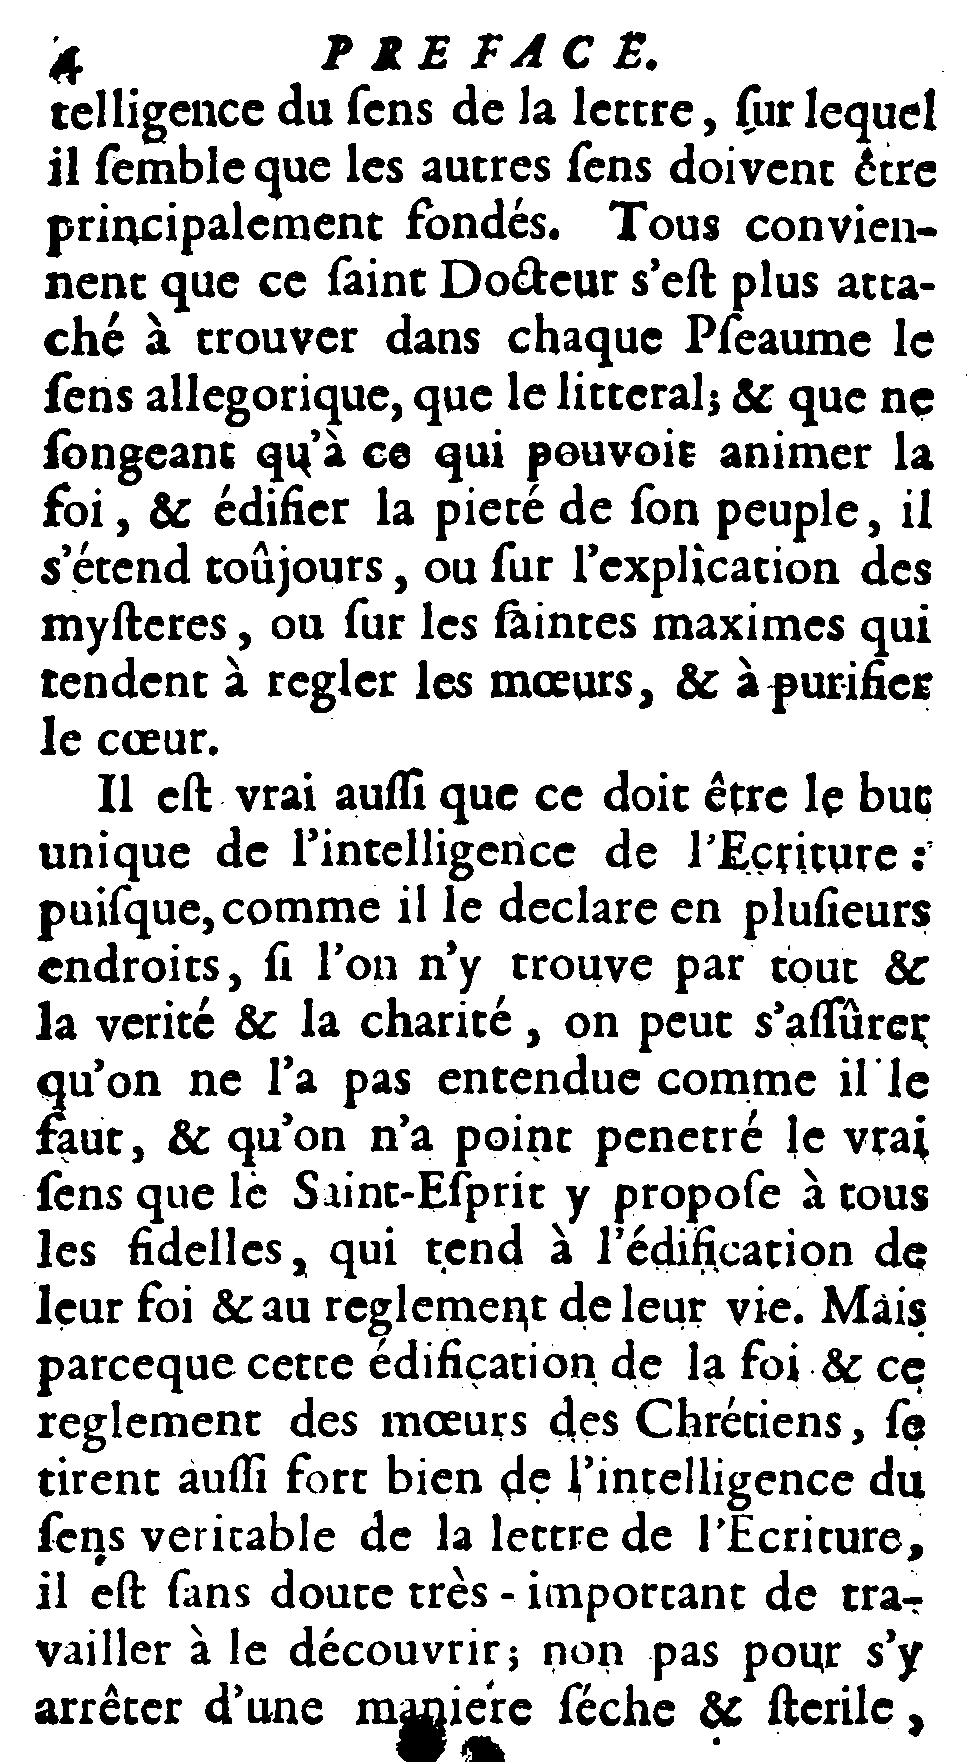 4 PREFACE.
telligence du ſens de la lettre, ſur lequel
il ſemble que les autres ſens doivent être
principalement fondés. Tous convien-
nent que ce ſaint Docteur s'eſt plus atta-
ché à trouver dans chaque Pſeaume le
ſens allegorique, que le litteral; & que ne
ſongeant qu'à ce qui pouvoit animer la
foi, & édifier la pieté de ſon peuple, il
s'étend toûjours, ou ſur l'explication des
myſteres, ou ſur les ſaintes maximes qui
tendent à regler les mœurs, & à purifier
le cœur.
Il eſt vrai auſſi que ce doit être le but
unique de l'intelligence de l'Ecriture:
puiſque, comme il le declare en pluſieurs
endroits, ſi l'on n'y trouve par tout &
la verité & la charité, on peut s'aſſûrer
qu'on ne l'a pas entendue comme il le
faut, & qu'on n'a point penetré le vrai
ſens que le Saint-Eſprit y propoſe à tous
les fidelles, qui tend à l'édification de
leur foi & au reglement de leur vie. Mais
parceque cette édification de la foi & ce
reglement des mœurs des Chrétiens, ſe
tirent auſſi fort bien de l'intelligence du
ſens veritable de la lettre de l'Ecriture,
il eſt ſans doute très-important de tra-
vailler à le découvrir; non pas pour s'y
arrêter d'une maniere ſéche & ſterile,